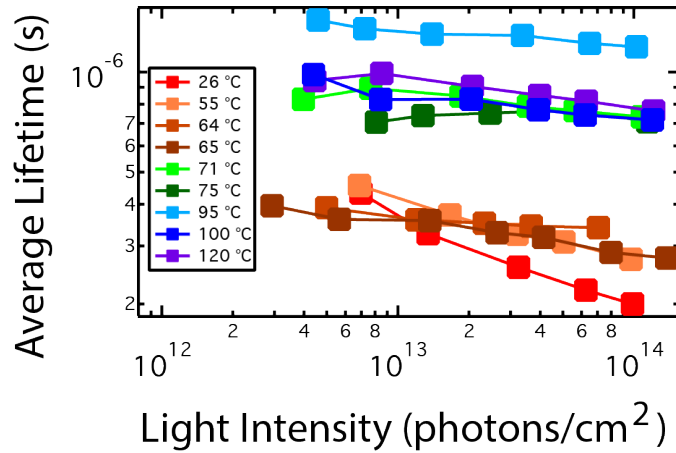 Average Lifetime (s)
10^-6
7
6
5
4
3
2
26 °C
55 °C
64 °C
65 °C
71 °C
75 °C
95 °C
100 °C
120 °C
2 4 6 8 2 4 6 8
10^12 10^13 10^14
Light Intensity (photons/cm^2)